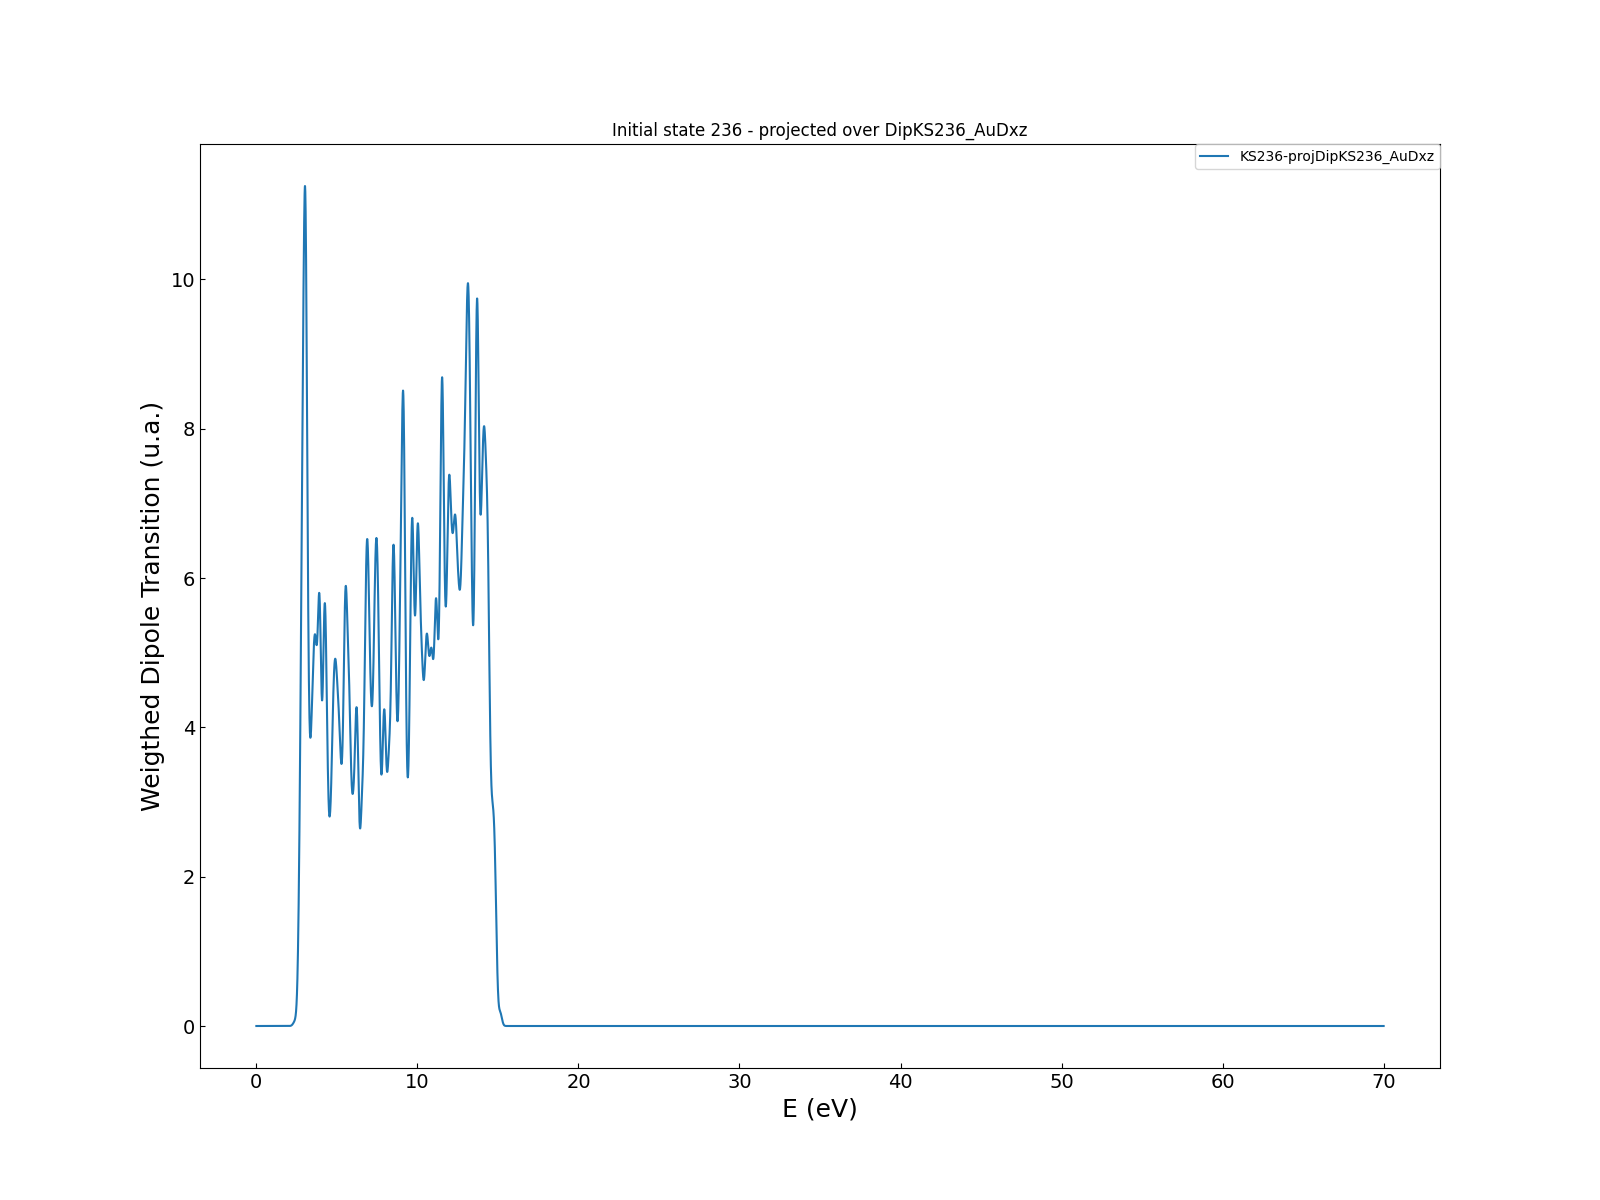 Initial state 236 - projected over DipKS236_AuDxz
KS236-projDipKS236_AuDxz
Weigthed Dipole Transition (u.a.)
10
8
6
4
2
0
0 10 20 30 40 50 60 70
E (eV)